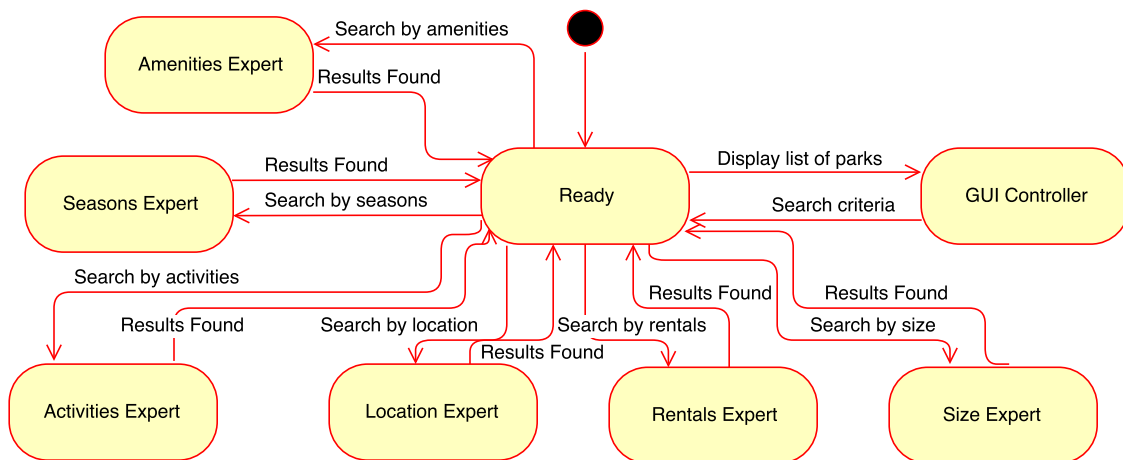 Search by amenities
Amenities Expert
Results Found
Results Found
Display list of parks
Seasons Expert
Search by seasons
Ready
Search criteria
GUI Controller
Search by activities
Results Found
Results Found
Results Found
Search by location
Search by rentals
Search by size
Results Found
Activities Expert
Location Expert
Rentals Expert
Size Expert